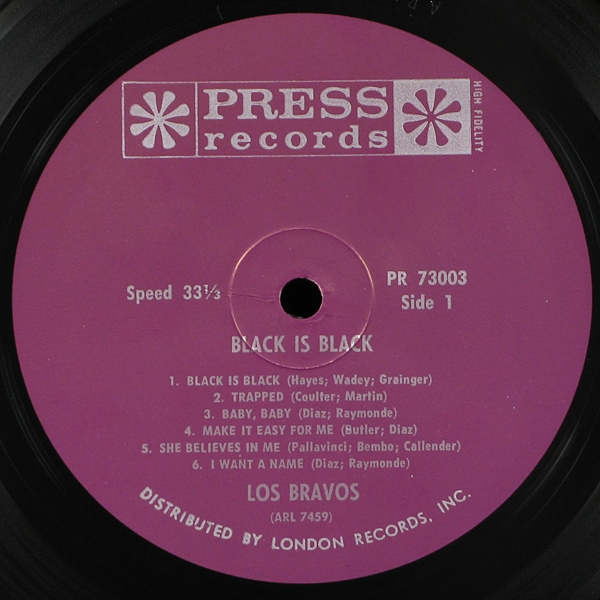 PRESS
records
HIGH FIDELITY
Speed 33⅓
PR 73003
Side 1
BLACK IS BLACK
1. BLACK IS BLACK (Hayes; Wadey; Grainger)
2. TRAPPED (Coulter; Martin)
3. BABY, BABY (Diaz; Raymonde)
4. MAKE IT EASY FOR ME (Butler; Diaz)
5. SHE BELIEVES IN ME (Pallavinci; Bembo; Callender)
6. I WANT A NAME (Diaz; Raymonde)
LOS BRAVOS
(ARL 7459)
DISTRIBUTED BY LONDON RECORDS, INC.